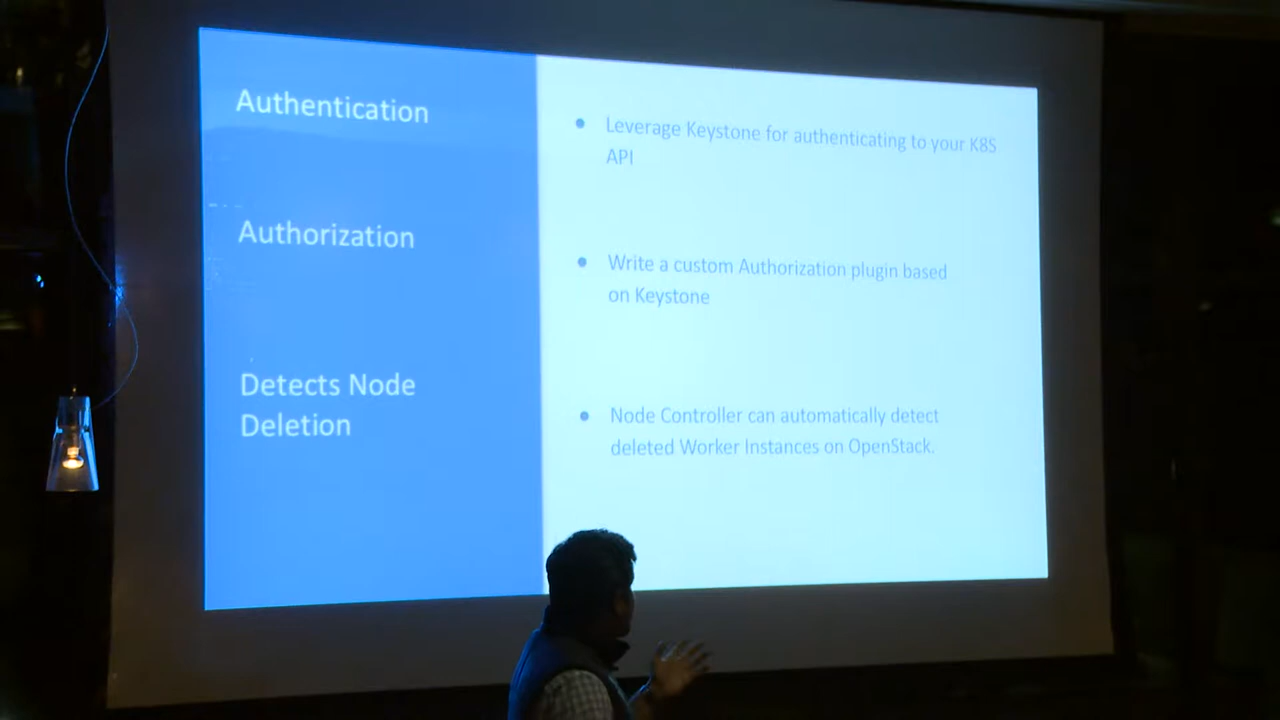 Authentication
• Leverage Keystone for authenticating to your K8S
API
Authorization
• Write a custom Authorization plugin based
on Keystone
Detects Node
Deletion
• Node Controller can automatically detect
deleted Worker Instances on OpenStack.